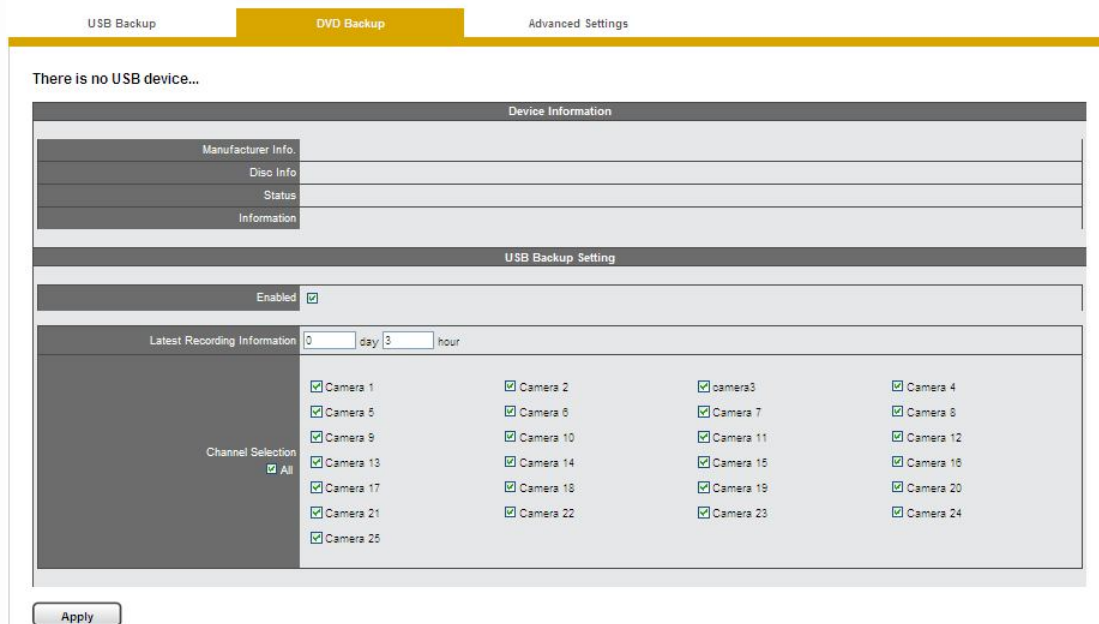 USB Backup DVD Backup Advanced Settings
There is no USB device...
Device Information
Manufacturer Info.
Disc Info
Status
Information
USB Backup Setting
Enabled
Latest Recording Information 0 day 3 hour
Channel Selection
All
Camera 1 Camera 2 camera3 Camera 4
Camera 5 Camera 6 Camera 7 Camera 8
Camera 9 Camera 10 Camera 11 Camera 12
Camera 13 Camera 14 Camera 15 Camera 16
Camera 17 Camera 18 Camera 19 Camera 20
Camera 21 Camera 22 Camera 23 Camera 24
Camera 25
Apply